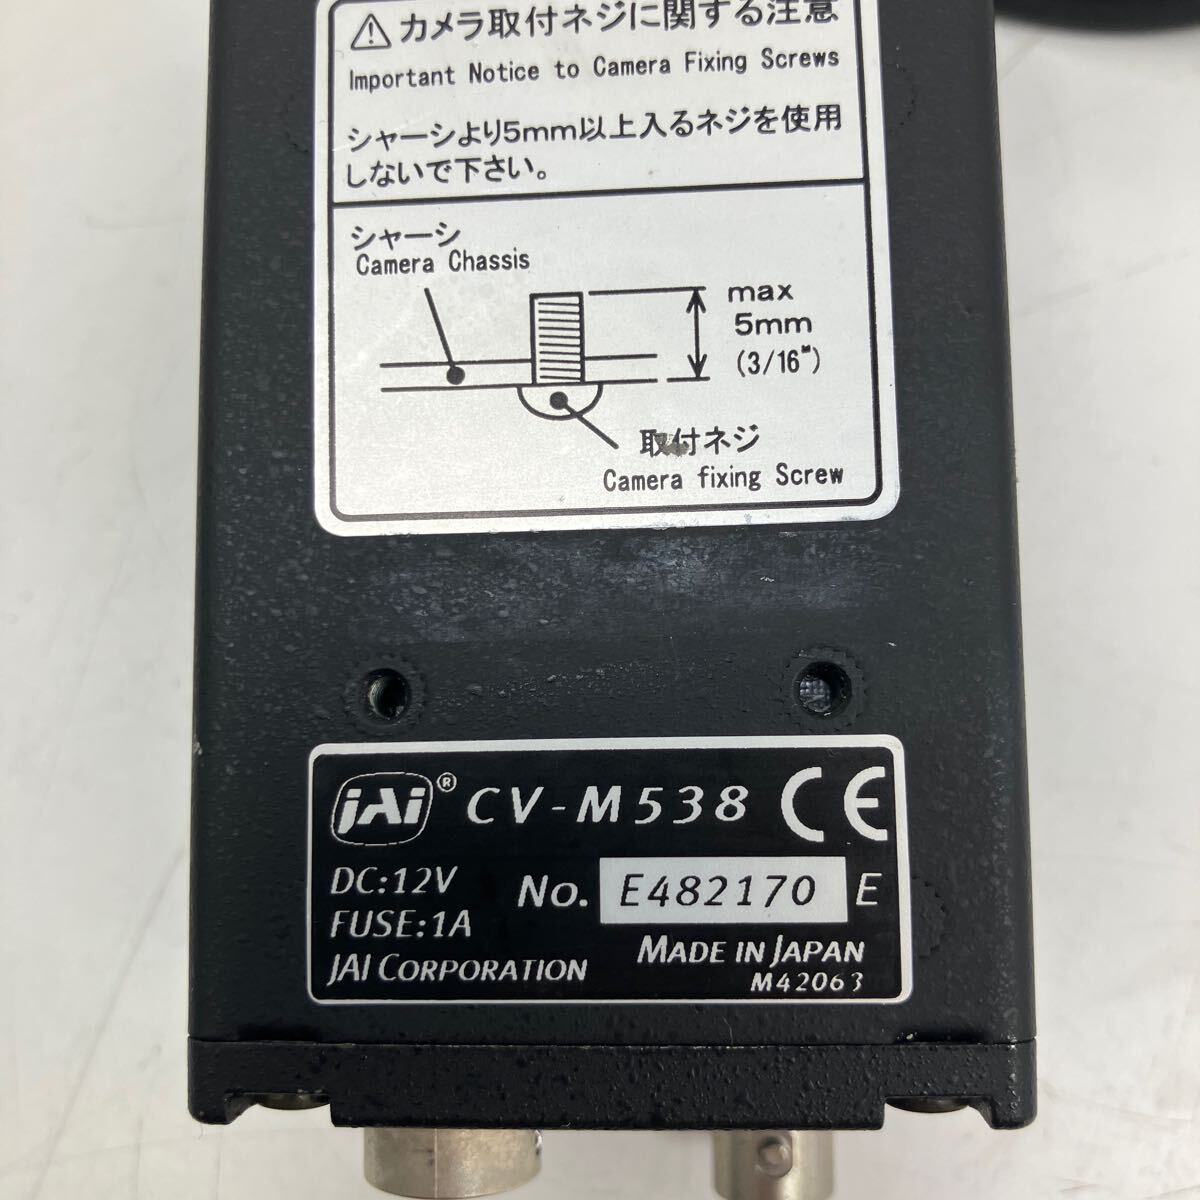 カメラ取付ネジに関する注意
Important Notice to Camera Fixing Screws
シャーシより5mm以上入るネジを使用
しないで下さい。
シャーシ
Camera Chassis
max
5mm
(3/16")
取付ネジ
Camera fixing Screw
JAi ® CV-M538 CE
DC:12V
No. E482170 E
FUSE:1A
JAI CORPORATION
MADE IN JAPAN
M42063